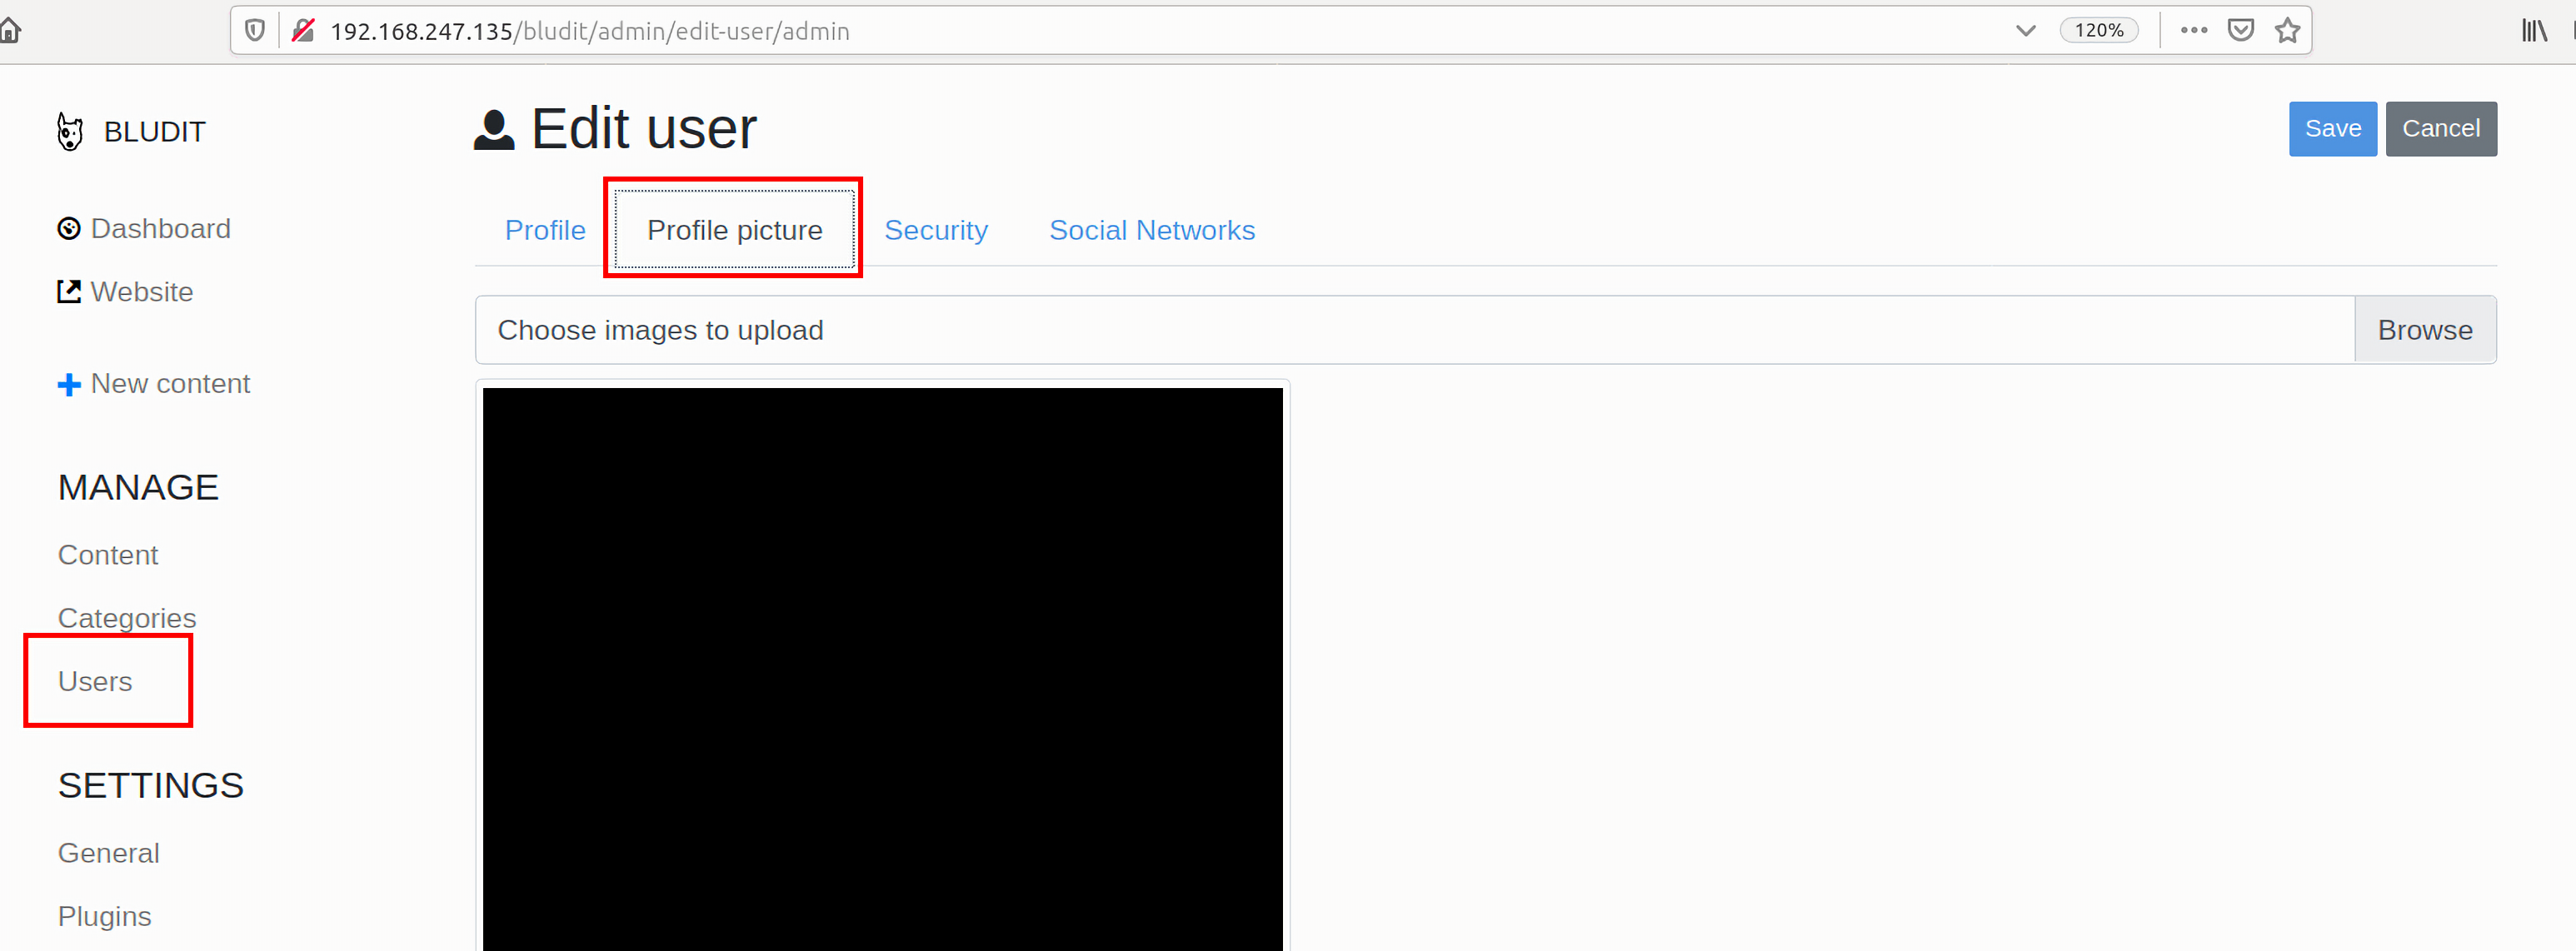 192.168.247.135/bludit/admin/edit-user/admin
120%
BLUDIT
Dashboard
Website
New content
MANAGE
Content
Categories
Users
SETTINGS
General
Plugins
Edit user
Save Cancel
Profile Profile picture Security Social Networks
Choose images to upload Browse